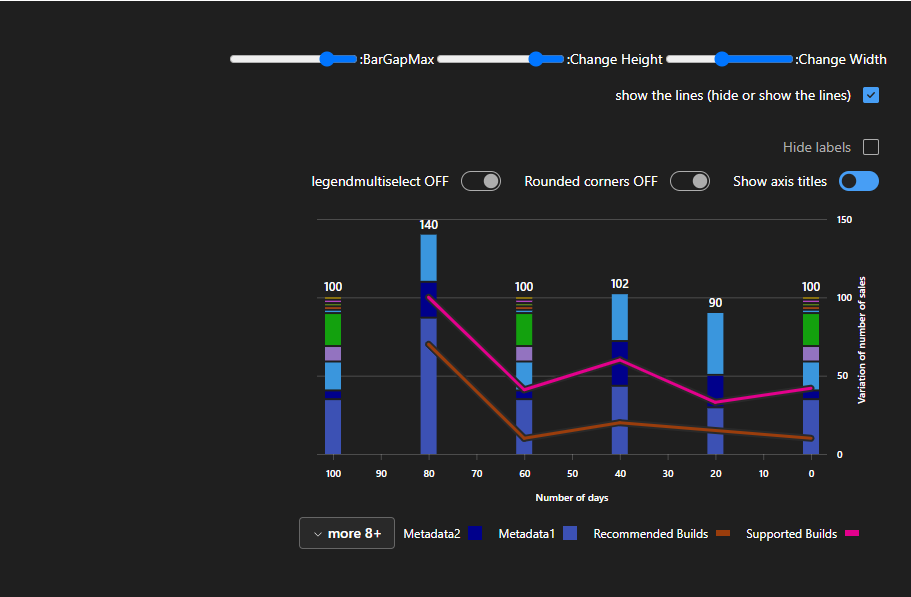 :BarGapMax :Change Height :Change Width
show the lines (hide or show the lines)
Hide labels
legendmultiselect OFF Rounded corners OFF Show axis titles
150
140
100 100 102 100 100
90
50
0
Variation of number of sales
100 90 80 70 60 50 40 30 20 10 0
Number of days
more 8+ Metadata2 Metadata1 Recommended Builds Supported Builds